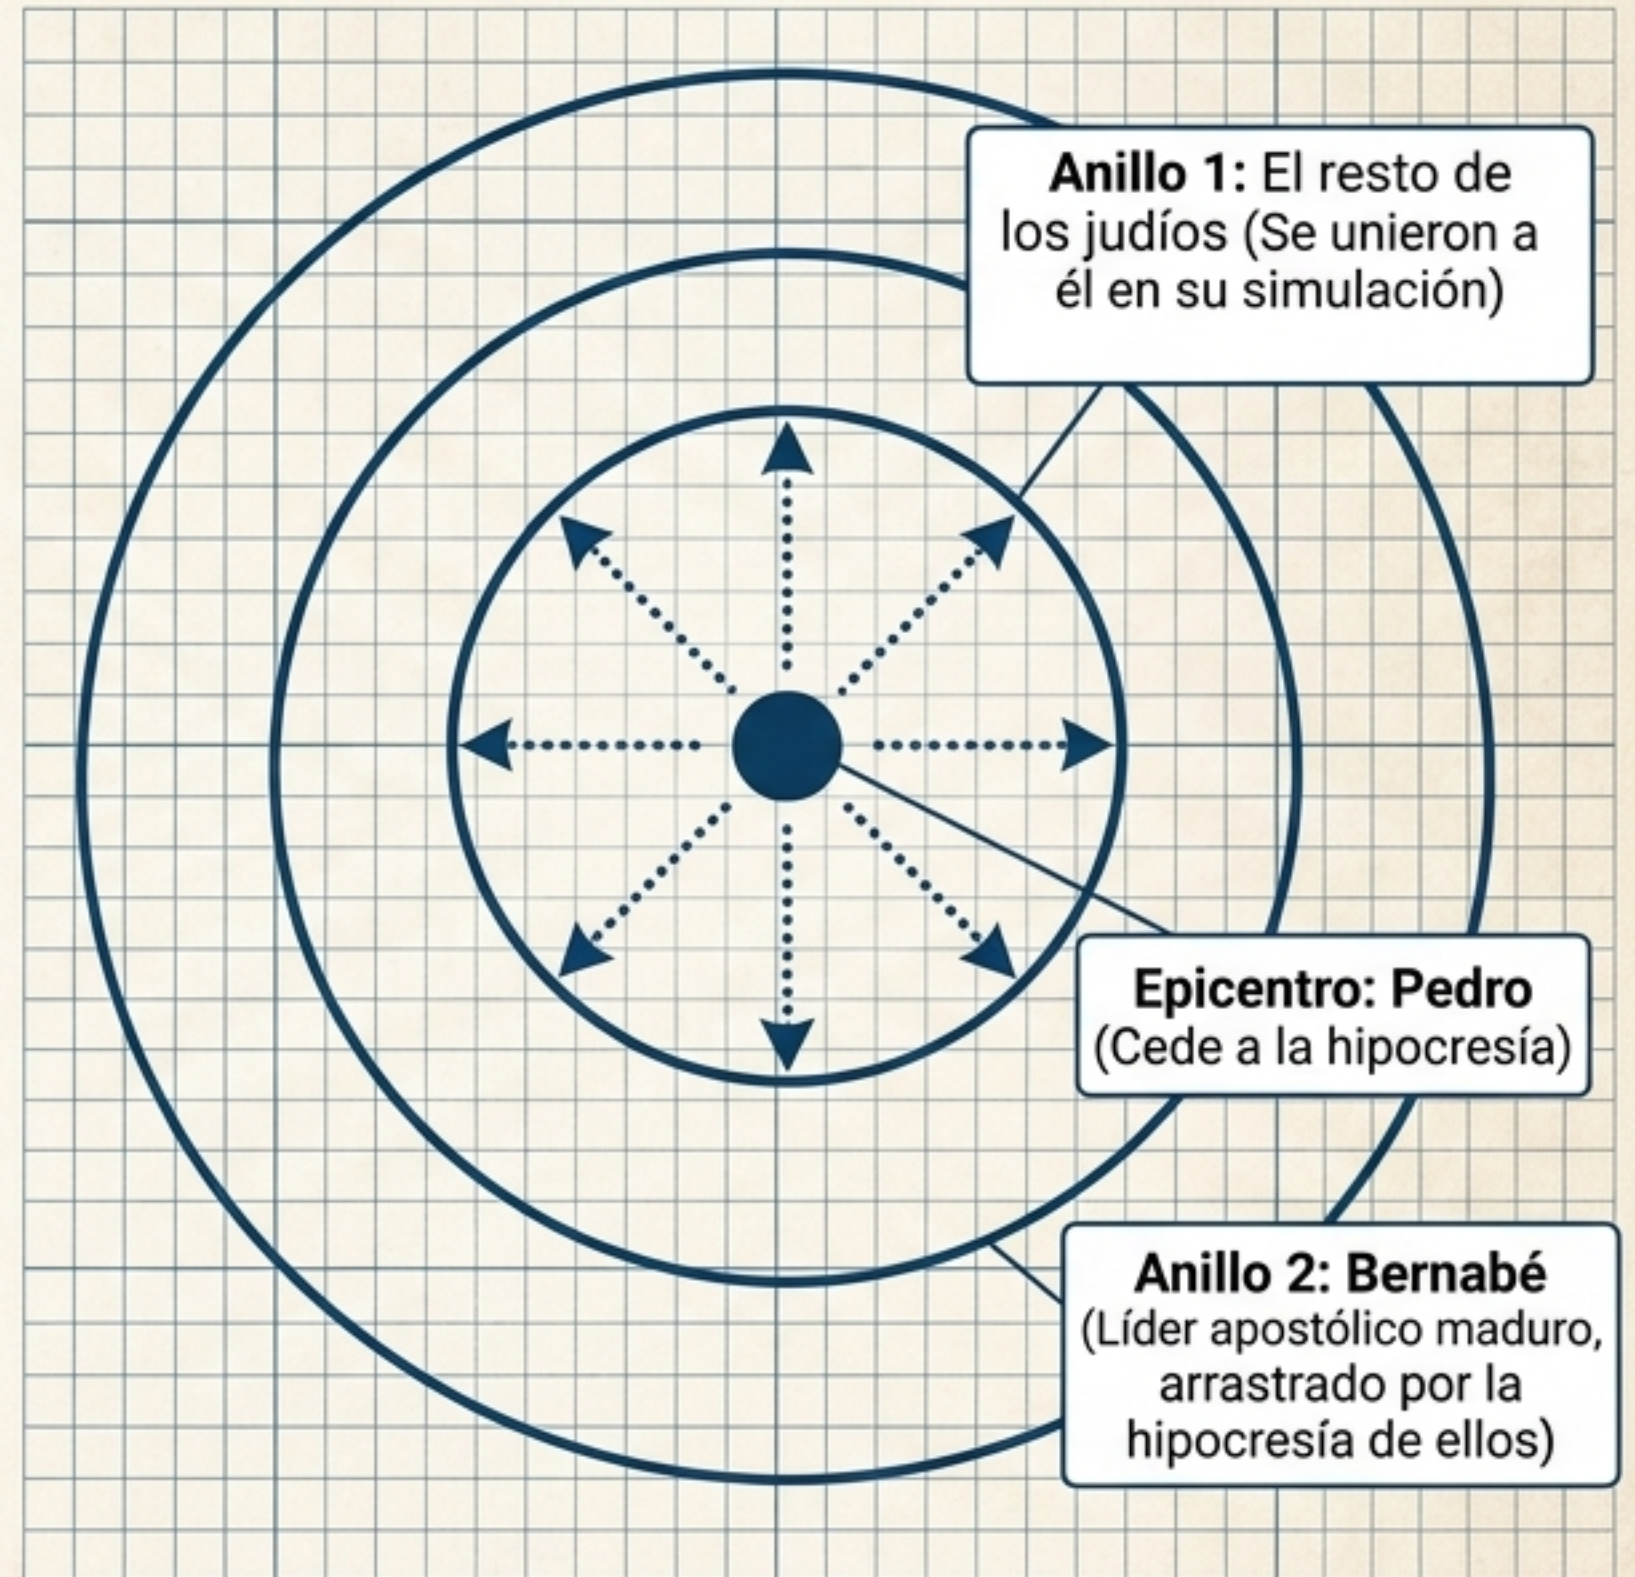 Anillo 1: El resto de
los judíos (Se unieron a
él en su simulación)
Epicentro: Pedro
(Cede a la hipocresía)
Anillo 2: Bernabé
(Líder apostólico maduro,
arrastrado por la
hipocresía de ellos)